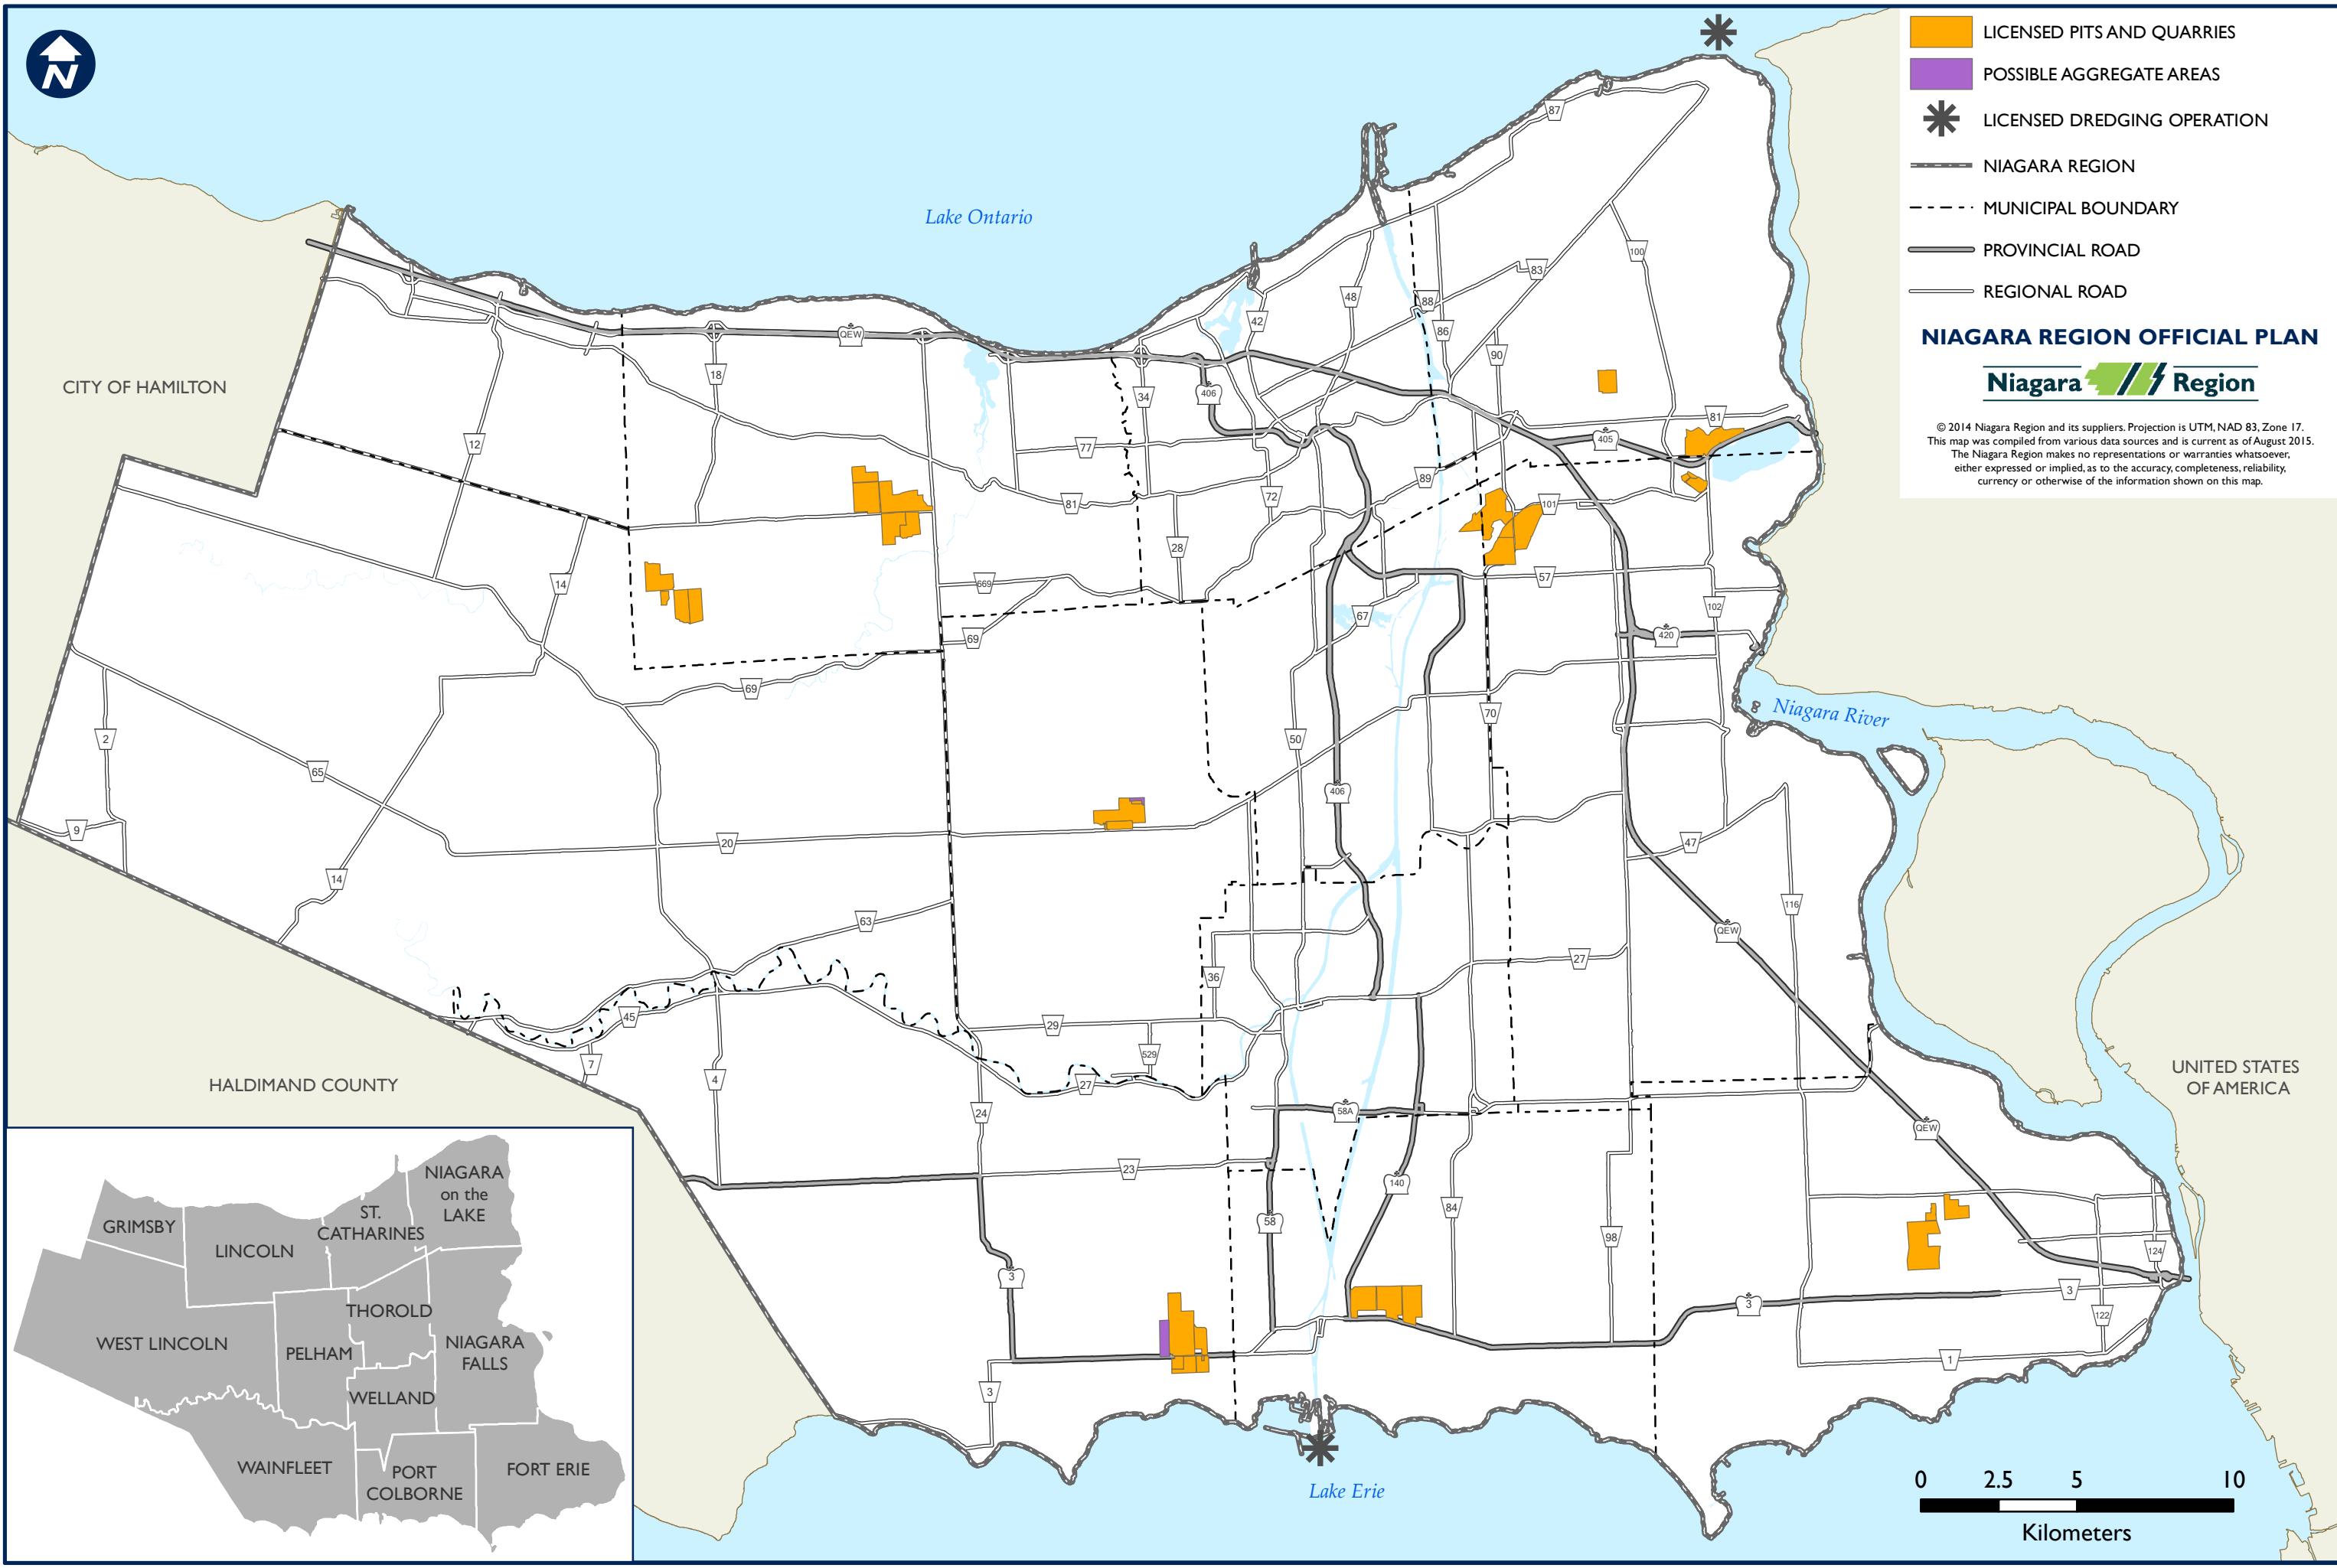 LICENSED PITS AND QUARRIES
POSSIBLE AGGREGATE AREAS
LICENSED DREDGING OPERATION
NIAGARA REGION
MUNICIPAL BOUNDARY
PROVINCIAL ROAD
REGIONAL ROAD
NIAGARA REGION OFFICIAL PLAN
Niagara Region
© 2014 Niagara Region and its suppliers. Projection is UTM, NAD 83, Zone 17.
This map was compiled from various data sources and is current as of August 2015.
The Niagara Region makes no representations or warranties whatsoever,
either expressed or implied, as to the accuracy, completeness, reliability,
currency or otherwise of the information shown on this map.
N
Lake Ontario
CITY OF HAMILTON
87
100
83
48
88
42
86
QEW
90
18
34
406
12
77
81
405
81
72
89
101
28
14
669
57
102
67
69
420
69
70
Niagara River
2
50
65
406
9
20
47
14
116
63
QEW
36
27
45
29
529
7
4
27
24
58A
HALDIMAND COUNTY
UNITED STATES
OF AMERICA
QEW
23
140
84
58
98
124
3
3
3
122
1
3
Lake Erie
NIAGARA
on the
LAKE
GRIMSBY
ST.
CATHARINES
LINCOLN
THOROLD
WEST LINCOLN
PELHAM
NIAGARA
FALLS
WELLAND
WAINFLEET
PORT
COLBORNE
FORT ERIE
0 2.5 5 10
Kilometers